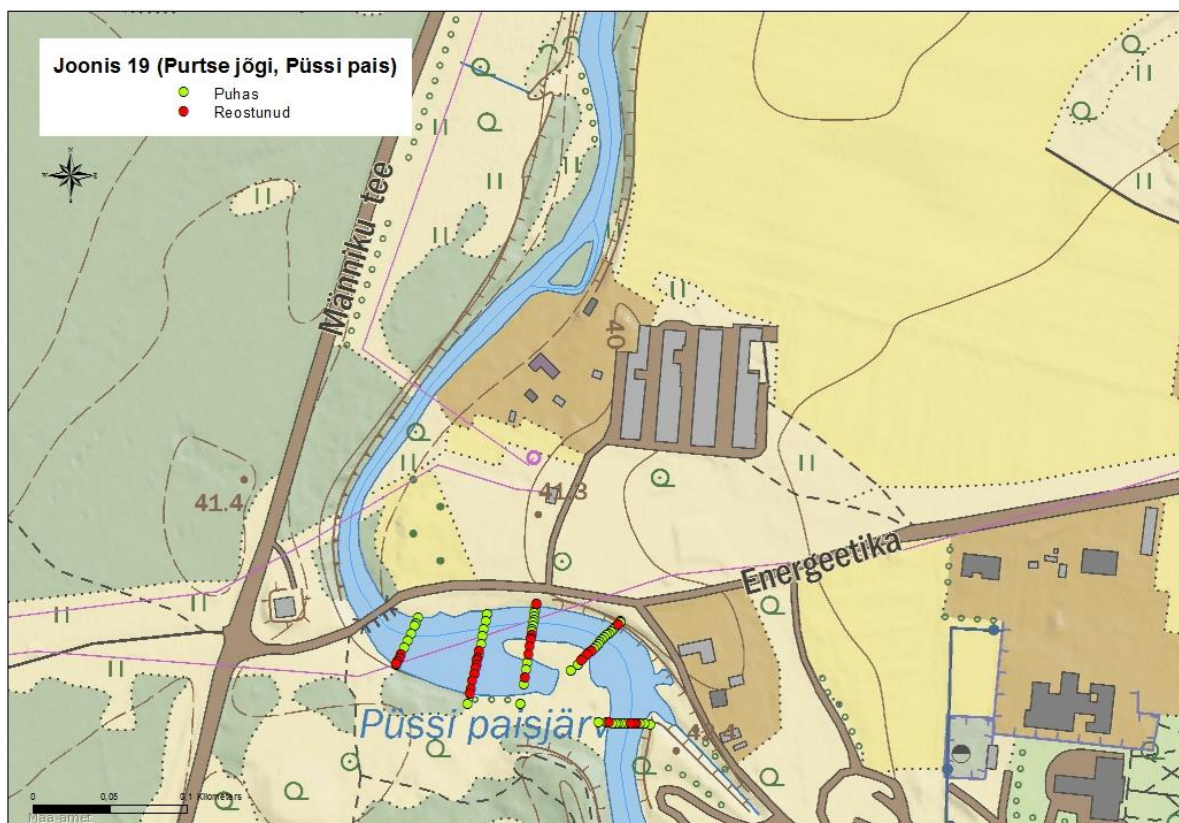 Joonis 19 (Purtse jõgi, Püssi pais)
Puhas
Reostunud
Männiku tee
40
41.4
41.3
Energeetika
Püssi paisjärv
0 0,05 0,1 Kilometers
Maa-amet